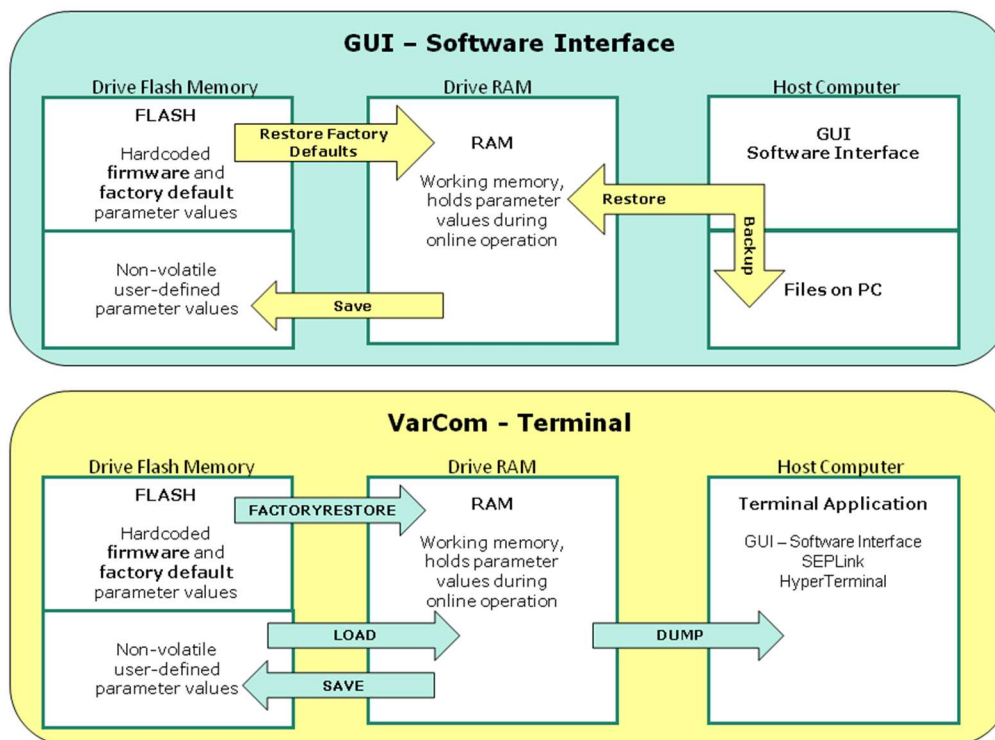 GUI – Software Interface
Drive Flash Memory
FLASH
Hardcoded
firmware and
factory default
parameter values
Non-volatile
user-defined
parameter values
Restore Factory
Defaults
Save
Drive RAM
RAM
Working memory,
holds parameter
values during
online operation
Restore
Backup
Host Computer
GUI
Software Interface
Files on PC
VarCom - Terminal
Drive Flash Memory
FLASH
Hardcoded
firmware and
factory default
parameter values
Non-volatile
user-defined
parameter values
FACTORYRESTORE
LOAD
SAVE
Drive RAM
RAM
Working memory,
holds parameter
values during
online operation
DUMP
Host Computer
Terminal Application
GUI – Software Interface
SEPLink
HyperTerminal